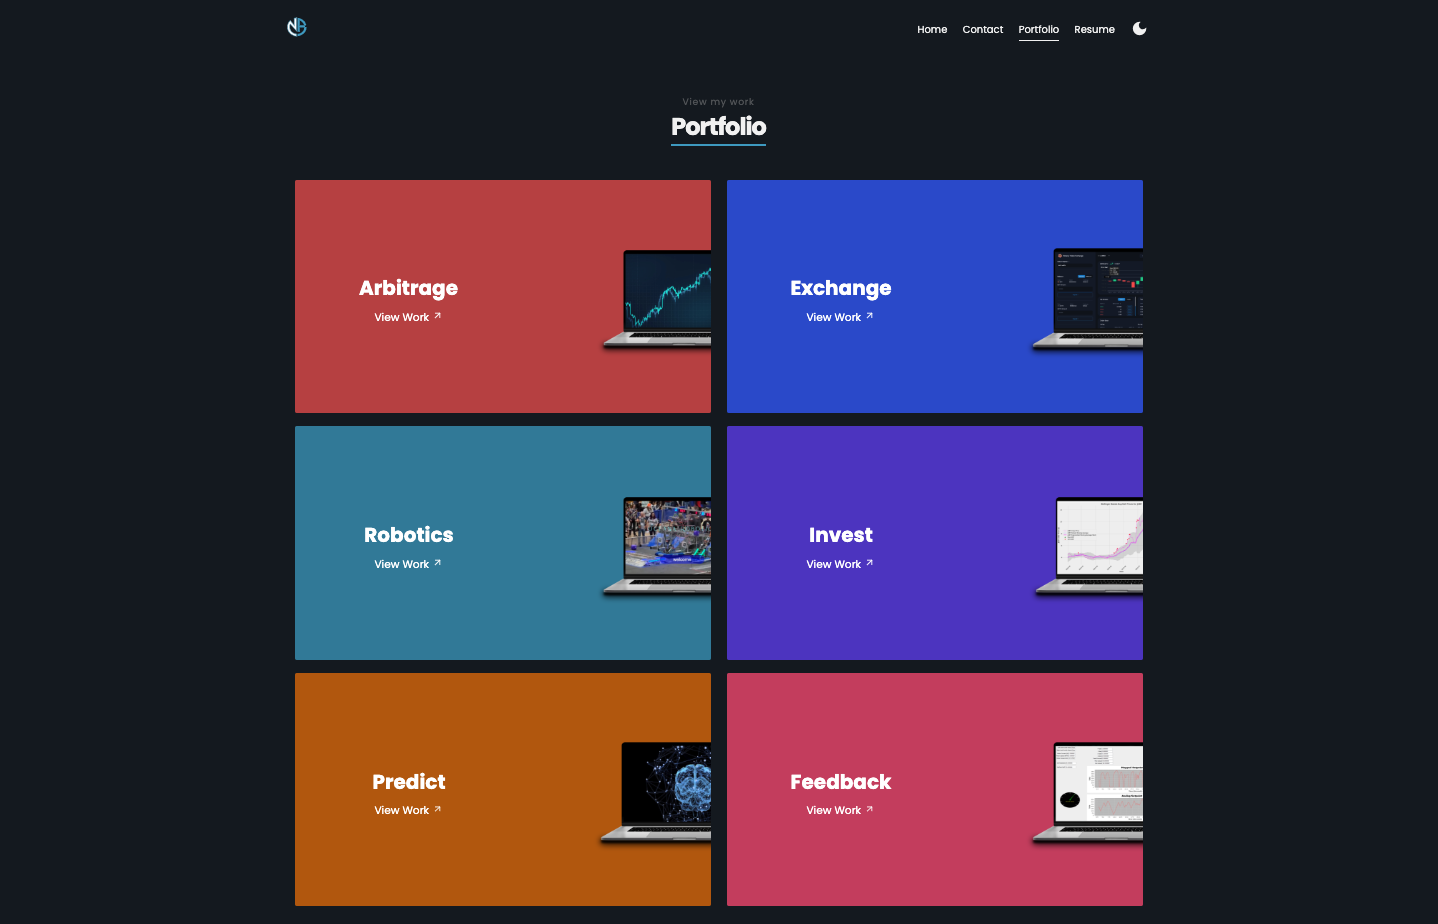 NB
Home Contact Portfolio Resume
View my work
Portfolio
Arbitrage
View Work
Exchange
View Work
Robotics
View Work
Invest
View Work
Predict
View Work
Feedback
View Work